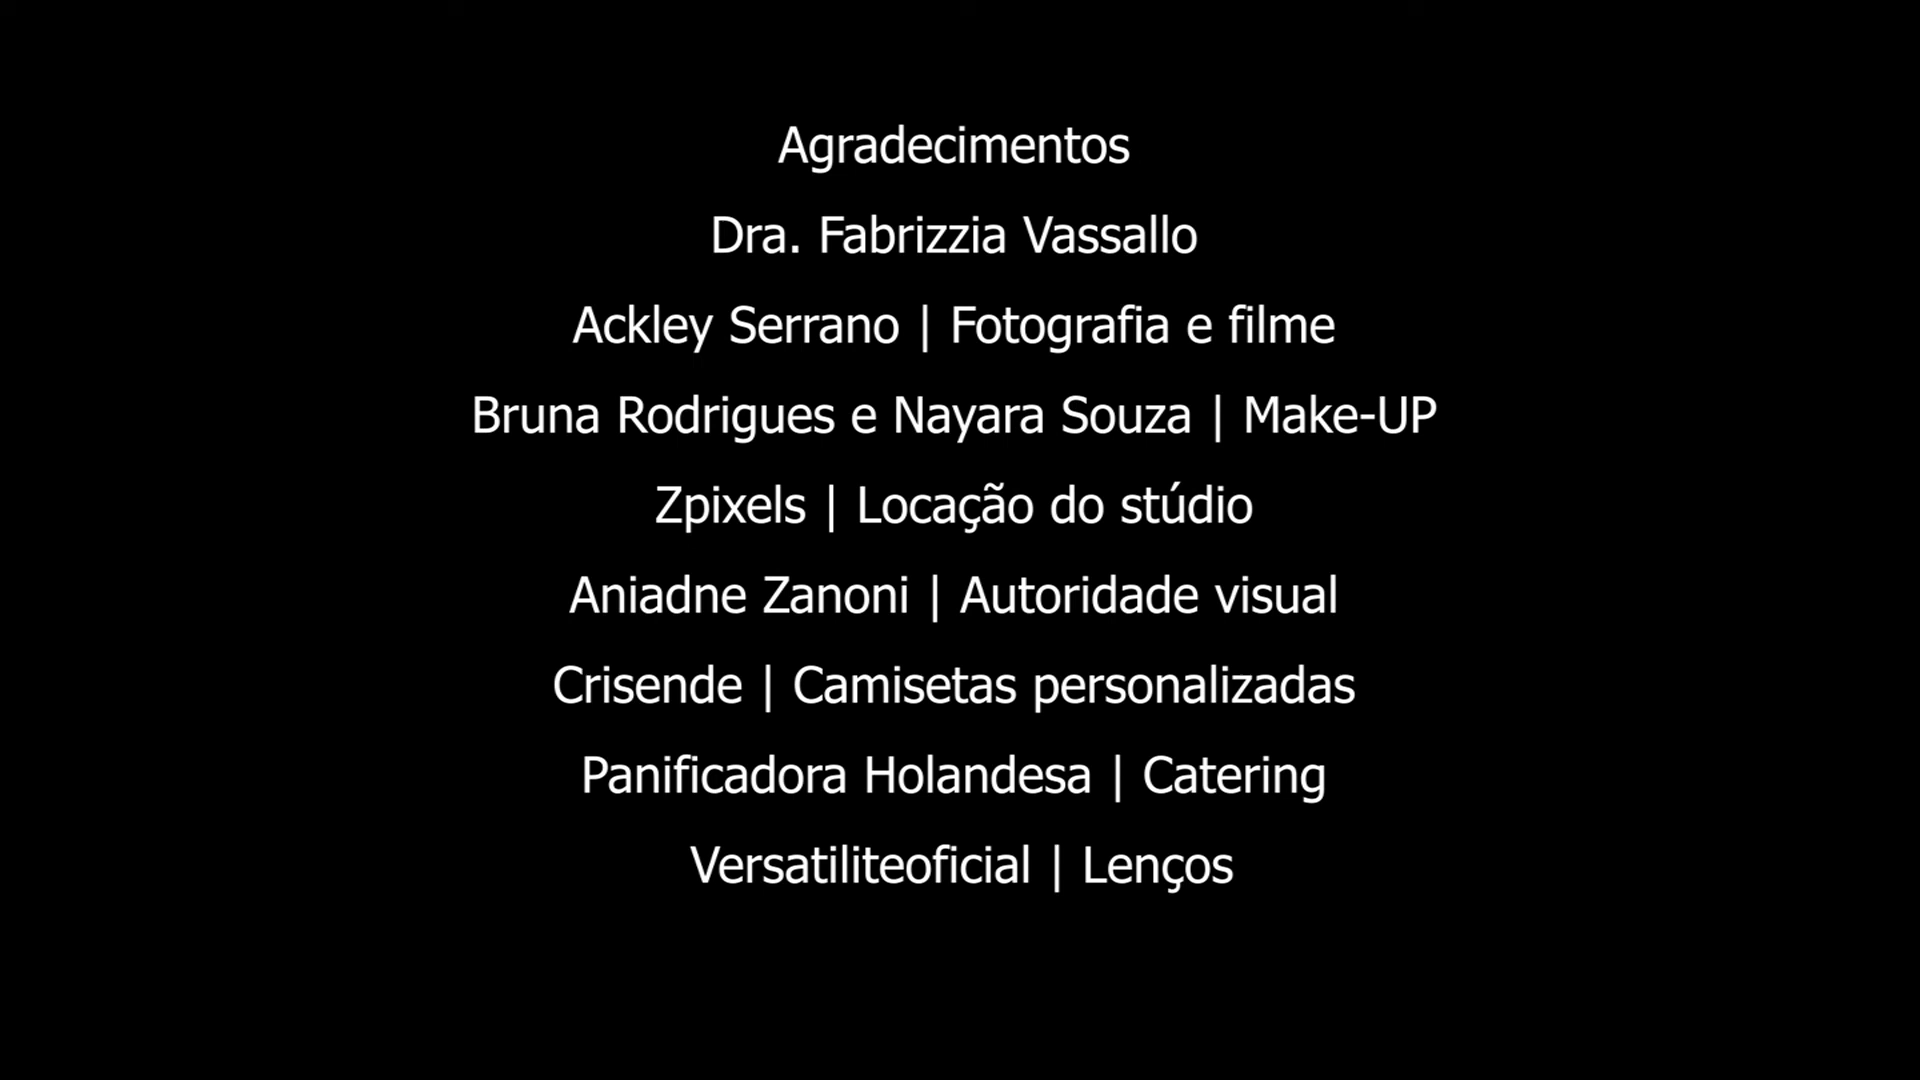 Agradecimentos
Dra. Fabrizzia Vassallo
Ackley Serrano | Fotografia e filme
Bruna Rodrigues e Nayara Souza | Make-UP
Zpixels | Locação do stúdio
Aniadne Zanoni | Autoridade visual
Crisende | Camisetas personalizadas
Panificadora Holandesa | Catering
Versatiliteoficial | Lenços